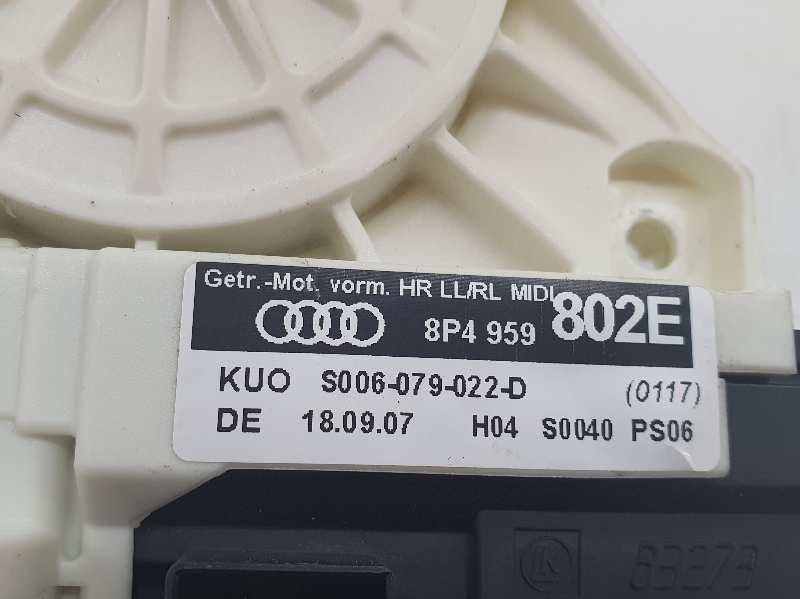 Getr.-Mot. vorm. HR LL/RL MIDI
8P4 959 802E
KUO S006-079-022-D (0117)
DE 18.09.07 H04 S0040 PS06
83273